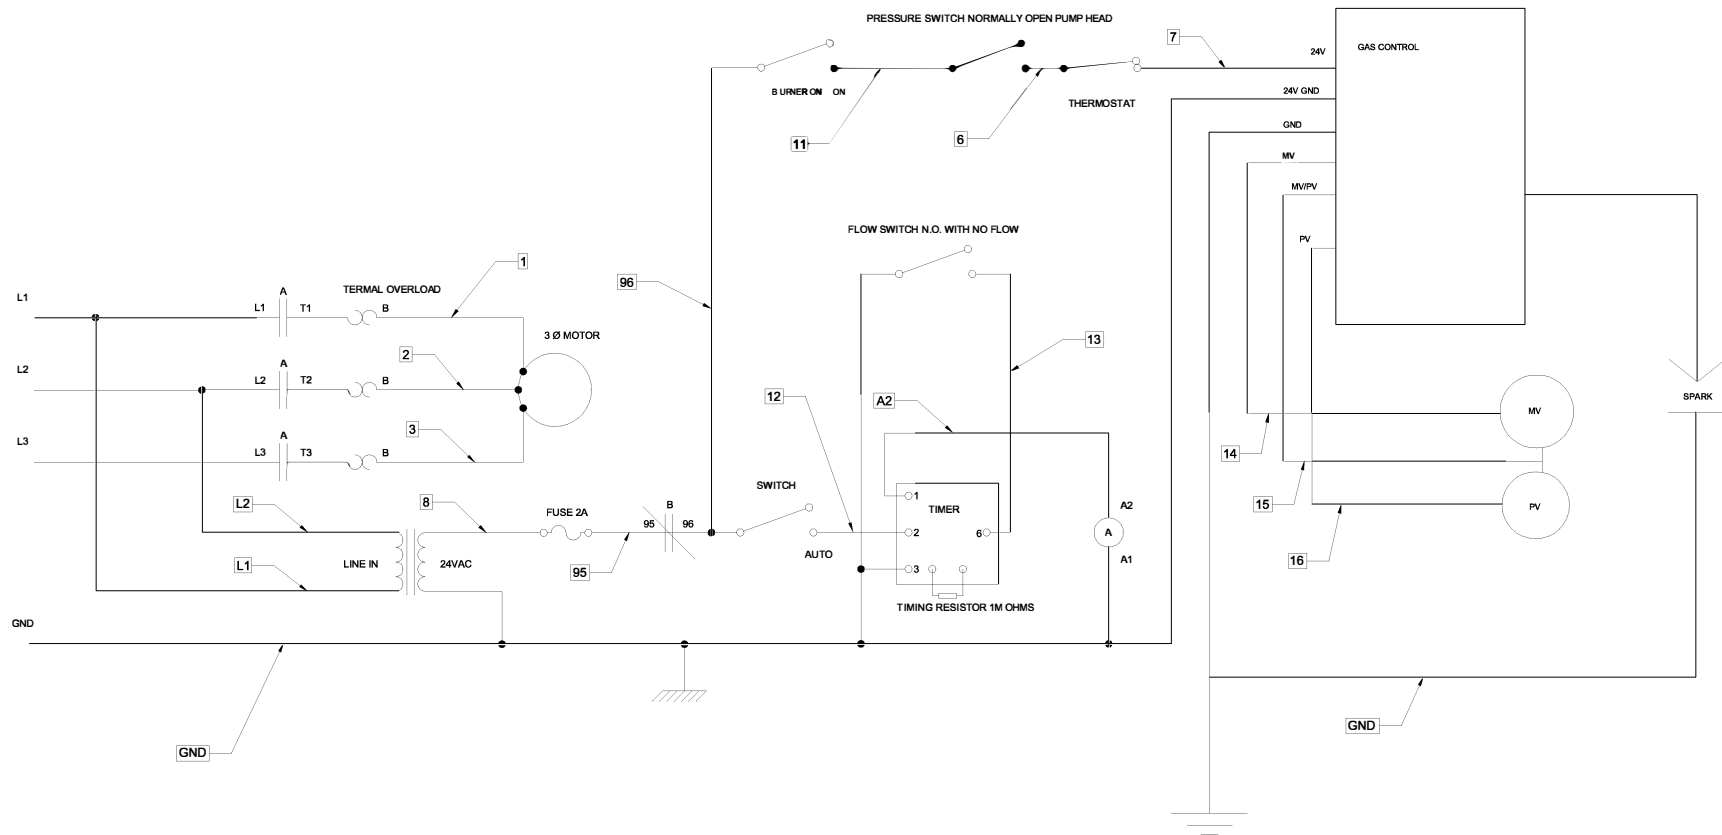 PRESSURE SWITCH NORMALLY OPEN PUMP HEAD
7
24V
GAS CONTROL
BURNER ON ON
24V GND
THERMOSTAT
GND
11
6
MV
MV/PV
FLOW SWITCH N.O. WITH NO FLOW
PV
1
96
A
TERMAL OVERLOAD
L1
L1
T1
B
3 Ø MOTOR
13
2
A
L2
L2
T2
B
12
A2
SPARK
MV
3
A
L3
L3
T3
B
14
SWITCH
L2
8
FUSE 2A
B
1
TIMER
A2
15
PV
95
96
2
6
A
AUTO
L1
LINE IN
24VAC
95
3
A1
16
TIMING RESISTOR 1M OHMS
GND
GND
GND